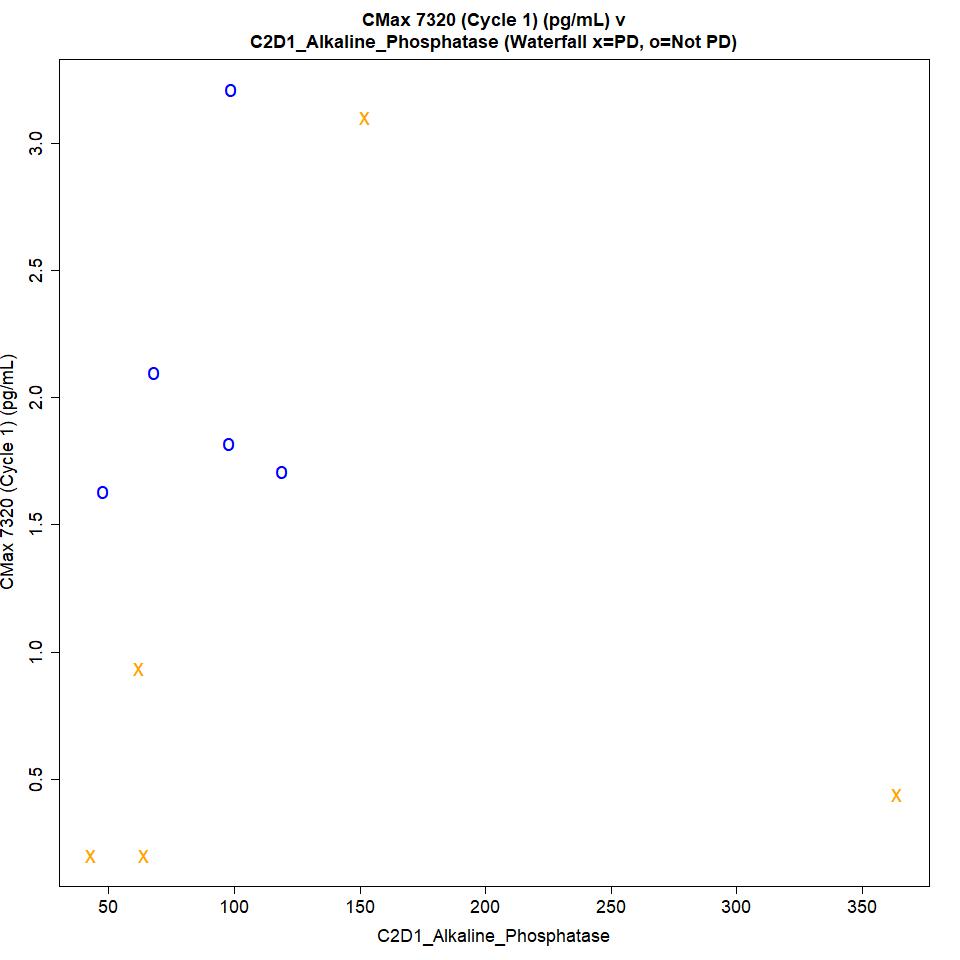 CMax 7320 (Cycle 1) (pg/mL) v
C2D1_Alkaline_Phosphatase (Waterfall x=PD, o=Not PD)
CMax 7320 (Cycle 1) (pg/mL)
3.0
2.5
2.0
1.5
1.0
0.5
o
x
o
o
o
o
x
x
x
x
50 100 150 200 250 300 350
C2D1_Alkaline_Phosphatase